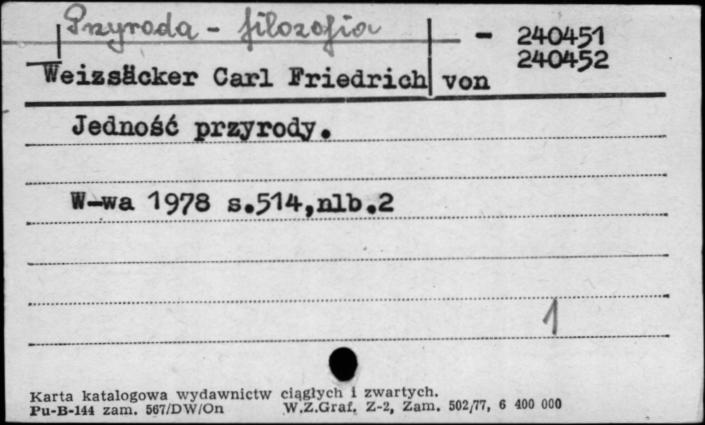 Przyroda - filozofia - 240451
240452
Weizsäcker Carl Friedrich von
Jedność przyrody.
W-wa 1978 s.514,nlb.2
1
Karta katalogowa wydawnictw ciągłych i zwartych.
Pu-B-144 zam. 567/DW/On W.Z.Graf. Z-2, Zam. 502/77, 6 400 000